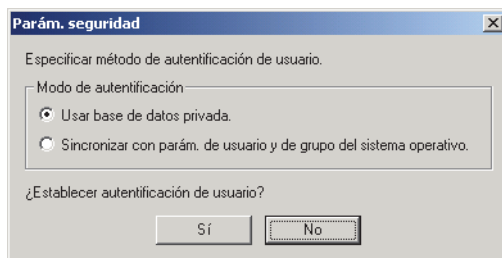 Parám. seguridad
Especificar método de autentificación de usuario.
Modo de autentificación
Usar base de datos privada.
Sincronizar con parám. de usuario y de grupo del sistema operativo.
¿Establecer autentificación de usuario?
Sí No